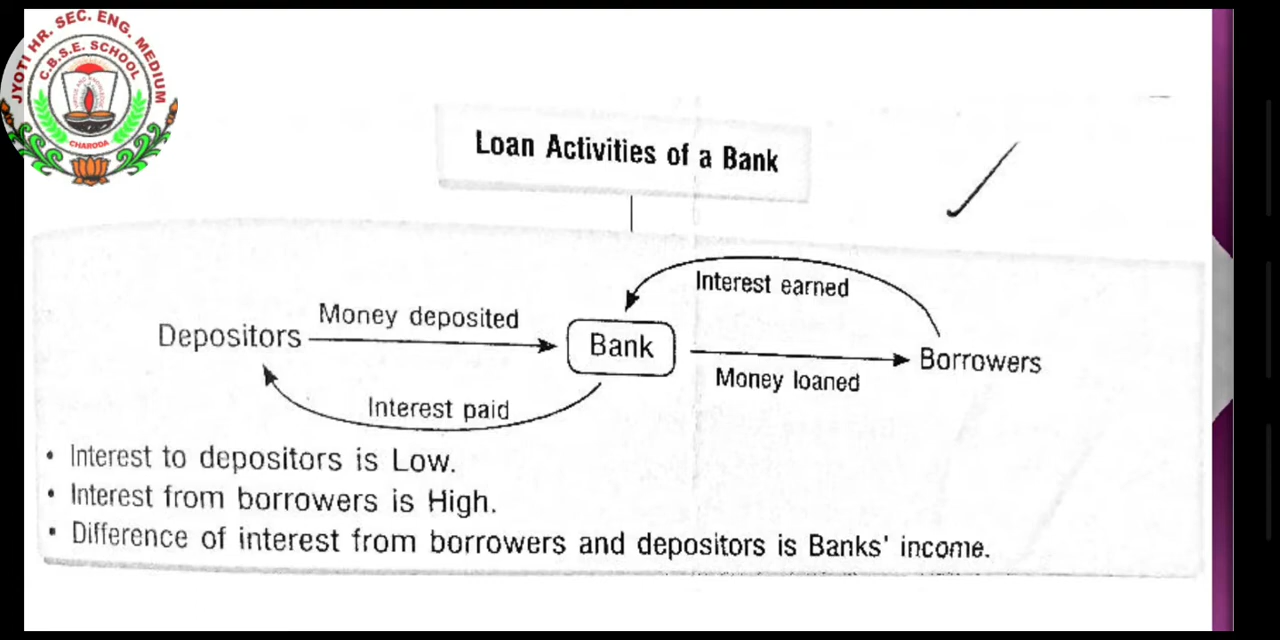 JYOTI HR. SEC. ENG. MEDIUM
C.B.S.E. SCHOOL
CHARODA
Loan Activities of a Bank
Interest earned
Money deposited
Depositors
Bank
Borrowers
Money loaned
Interest paid
• Interest to depositors is Low.
• Interest from borrowers is High.
• Difference of interest from borrowers and depositors is Banks' income.